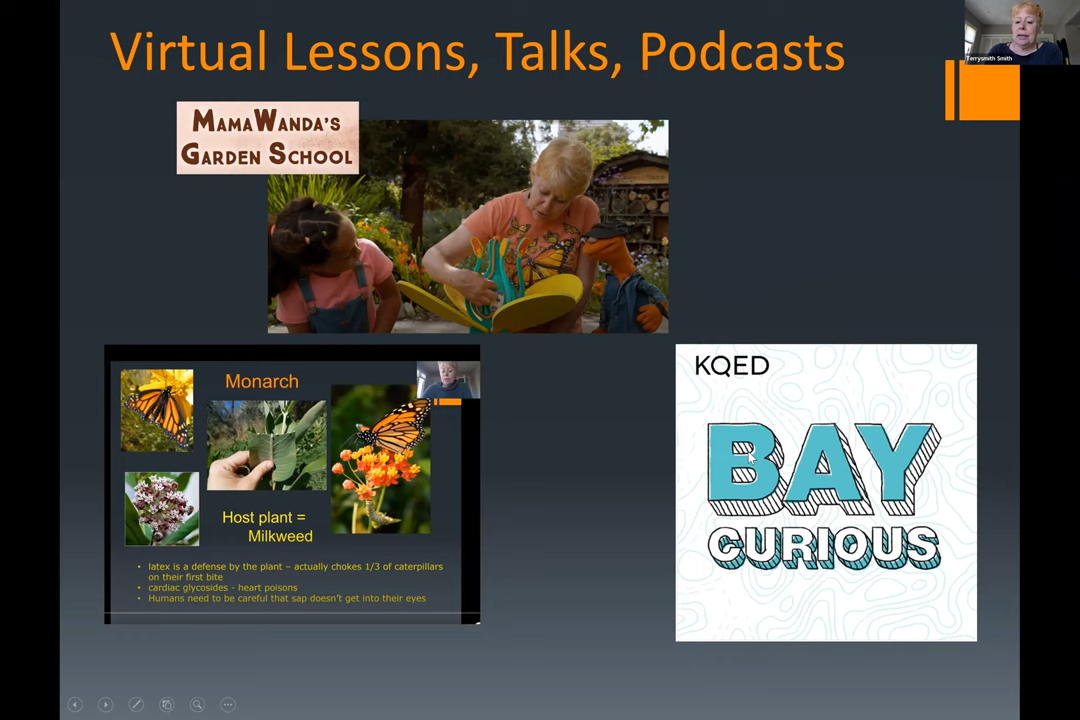 Virtual Lessons, Talks, Podcasts
Terrysmith Smith
MAMAWANDA'S
GARDEN SCHOOL
Monarch
Host plant =
Milkweed
• latex is a defense by the plant – actually chokes 1/3 of caterpillars
on their first bite
• cardiac glycosides - heart poisons
• Humans need to be careful that sap doesn't get into their eyes
KQED
BAY
CURIOUS